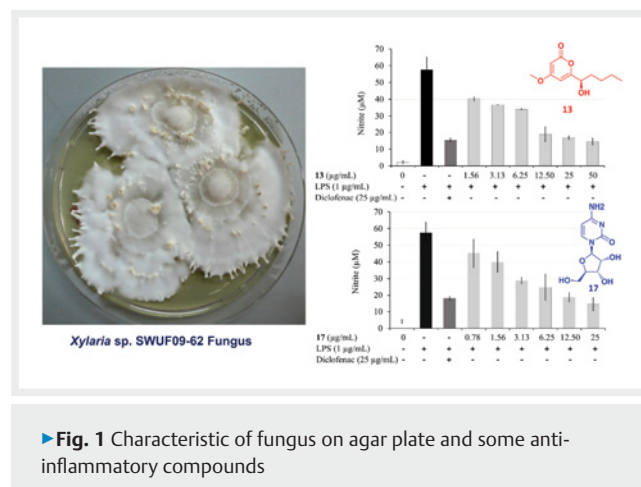 Xylaria sp. SWUF09-62 Fungus
Nitrite (µM)
70
60
50
40
30
20
10
0
O
O
O
OH
13
13 (µg/mL) 0 - - 1.56 3.13 6.25 12.50 25 50
LPS (1 µg/mL) - + + + + + + + +
Diclofenac (25 µg/mL) - - + - - - - - -
Nitrite (µM)
70
60
50
40
30
20
10
0
NH2
N
N
O
O
OH
HO
OH
17
17 (µg/mL) 0 - - 0.78 1.56 3.13 6.25 12.50 25
LPS (1 µg/mL) - + + + + + + + +
Diclofenac (25 µg/mL) - - + - - - - - -
►Fig. 1 Characteristic of fungus on agar plate and some anti-
inflammatory compounds